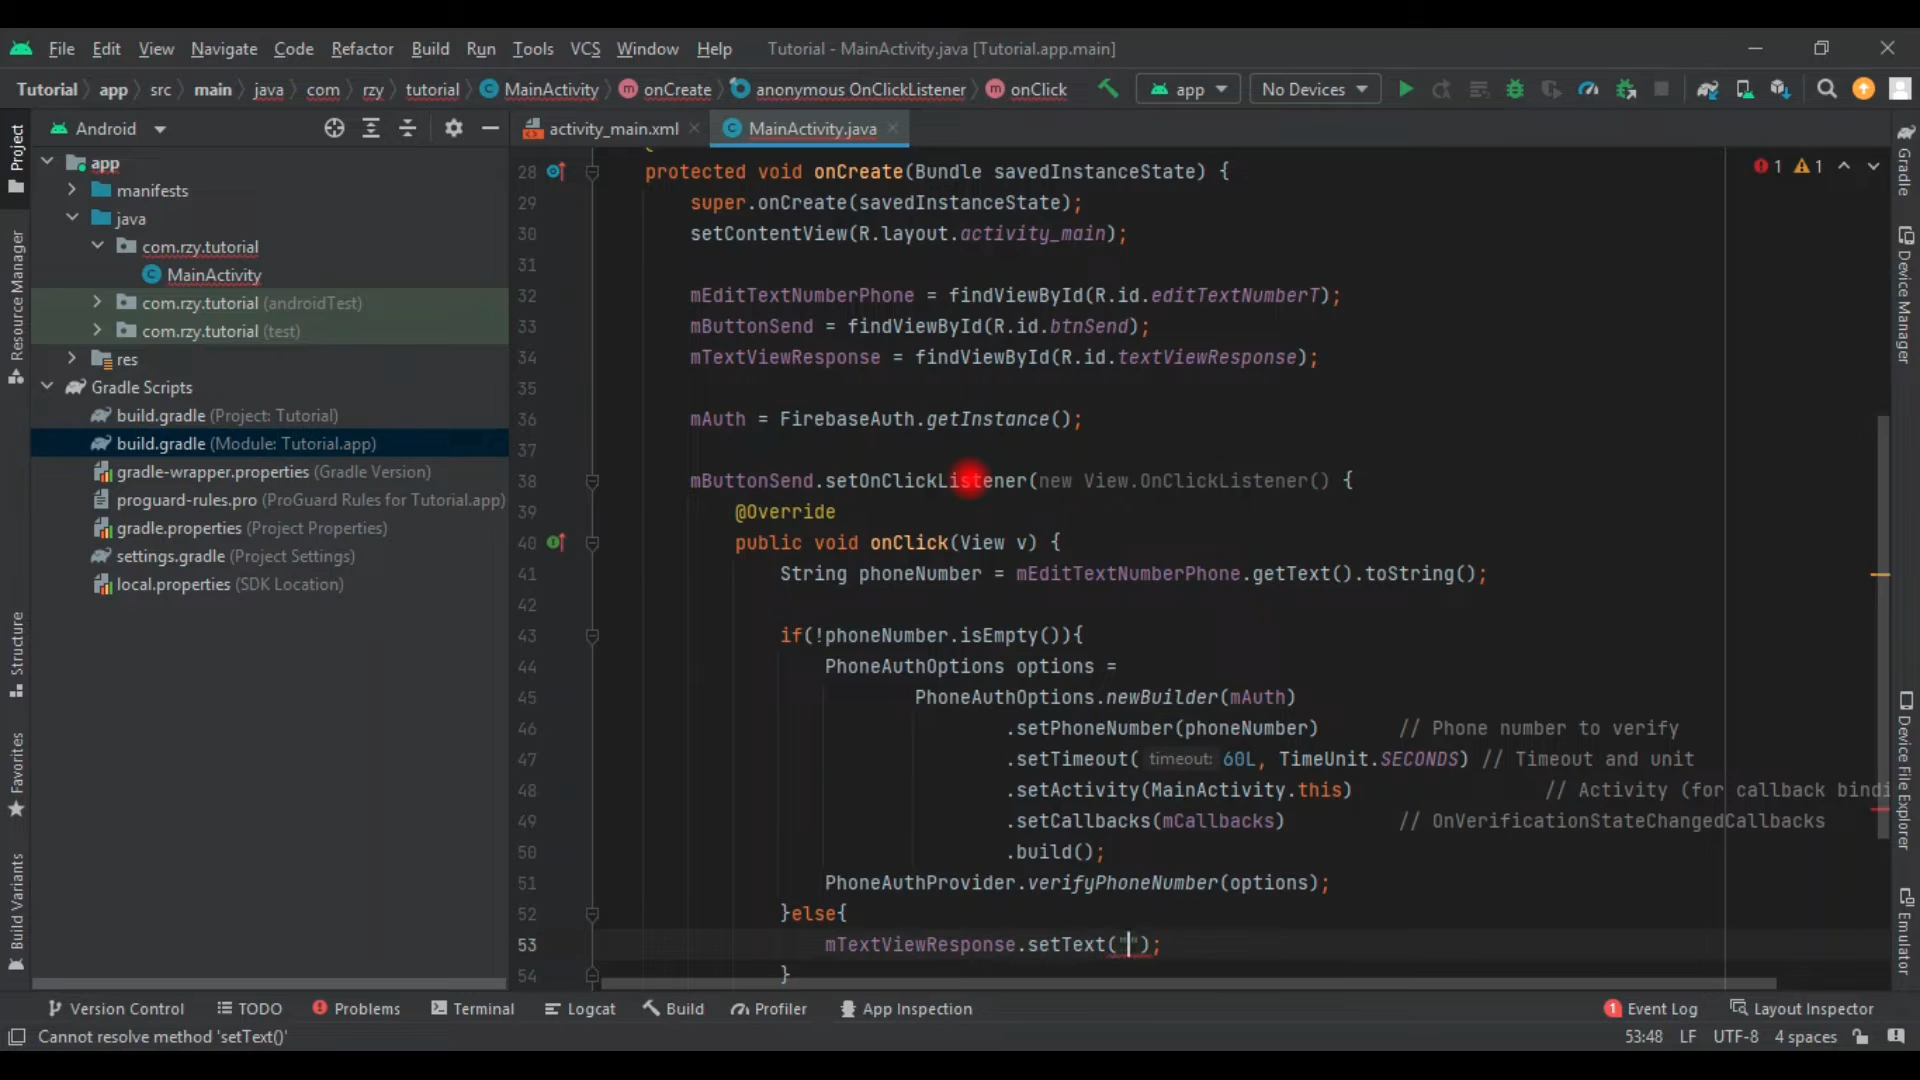 File Edit View Navigate Code Refactor Build Run Tools VCS Window Help Tutorial - MainActivity.java [Tutorial.app.main]
Tutorial app src main java com rzy tutorial MainActivity onCreate anonymous OnClickListener onClick app No Devices
Project
Resource Manager
Structure
Favorites
Build Variants
Android
app
manifests
java
com.rzy.tutorial
MainActivity
com.rzy.tutorial (androidTest)
com.rzy.tutorial (test)
res
Gradle Scripts
build.gradle (Project: Tutorial)
build.gradle (Module: Tutorial.app)
gradle-wrapper.properties (Gradle Version)
proguard-rules.pro (ProGuard Rules for Tutorial.app)
gradle.properties (Project Properties)
settings.gradle (Project Settings)
local.properties (SDK Location)
activity_main.xml MainActivity.java
1 1
28 protected void onCreate(Bundle savedInstanceState) {
29 super.onCreate(savedInstanceState);
30 setContentView(R.layout.activity_main);
31
32 mEditTextNumberPhone = findViewById(R.id.editTextNumberT);
33 mButtonSend = findViewById(R.id.btnSend);
34 mTextViewResponse = findViewById(R.id.textViewResponse);
35
36 mAuth = FirebaseAuth.getInstance();
37
38 mButtonSend.setOnClickListener(new View.OnClickListener() {
39 @Override
40 public void onClick(View v) {
41 String phoneNumber = mEditTextNumberPhone.getText().toString();
42
43 if(!phoneNumber.isEmpty()){
44 PhoneAuthOptions options =
45 PhoneAuthOptions.newBuilder(mAuth)
46 .setPhoneNumber(phoneNumber) // Phone number to verify
47 .setTimeout( timeout: 60L, TimeUnit.SECONDS) // Timeout and unit
48 .setActivity(MainActivity.this) // Activity (for callback bindi
49 .setCallbacks(mCallbacks) // OnVerificationStateChangedCallbacks
50 .build();
51 PhoneAuthProvider.verifyPhoneNumber(options);
52 }else{
53 mTextViewResponse.setText("");
54 }
Gradle
Device Manager
Device File Explorer
Emulator
Version Control TODO Problems Terminal Logcat Build Profiler App Inspection 1 Event Log Layout Inspector
Cannot resolve method 'setText()' 53:48 LF UTF-8 4 spaces